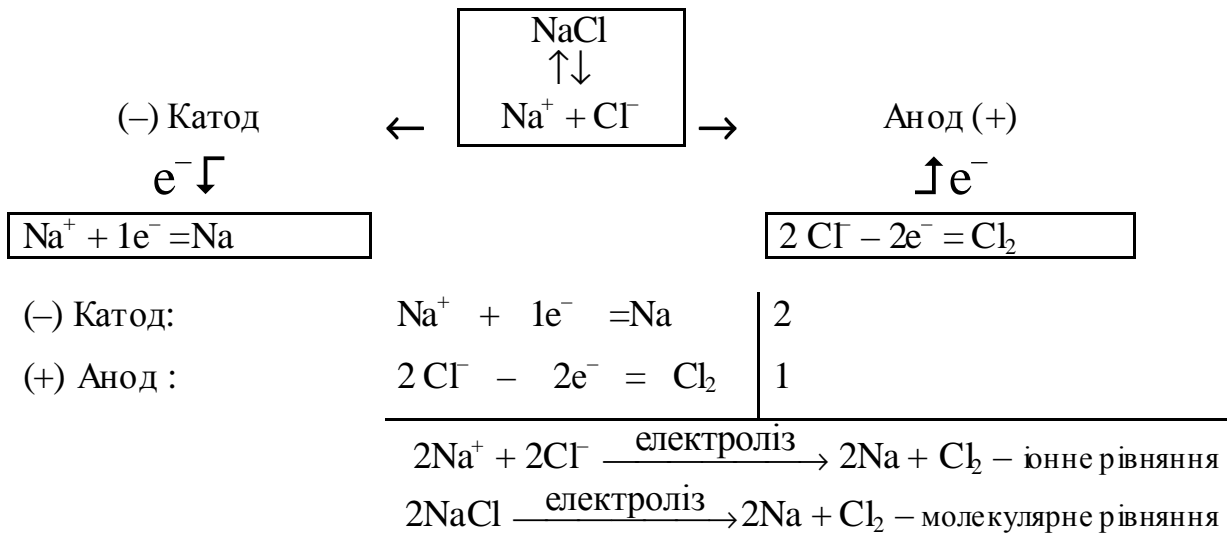 NaCl
↑↓
(–) Катод ← Na⁺ + Cl⁻ → Анод (+)
e⁻ e⁻
Na⁺ + 1e⁻ =Na 2 Cl⁻ – 2e⁻ = Cl₂
(–) Катод: Na⁺ + 1e⁻ =Na 2
(+) Анод : 2 Cl⁻ – 2e⁻ = Cl₂ 1
2Na⁺ + 2Cl⁻ електроліз → 2Na + Cl₂ – іонне рівняння
2NaCl електроліз → 2Na + Cl₂ – молекулярне рівняння